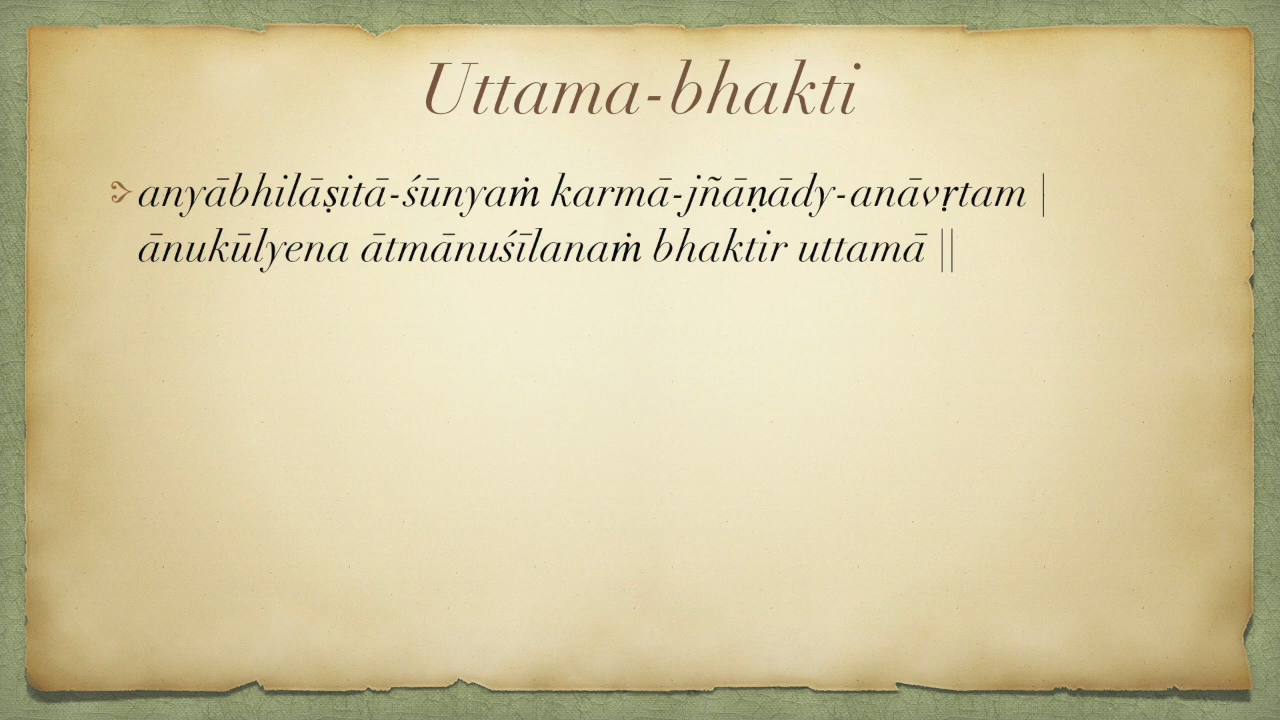 Uttama-bhakti
anyābhilāṣitā-śūnyaṁ karmā-jñāṇādy-anāvṛtam |
ānukūlyena ātmānuśīlanaṁ bhaktir uttamā ||